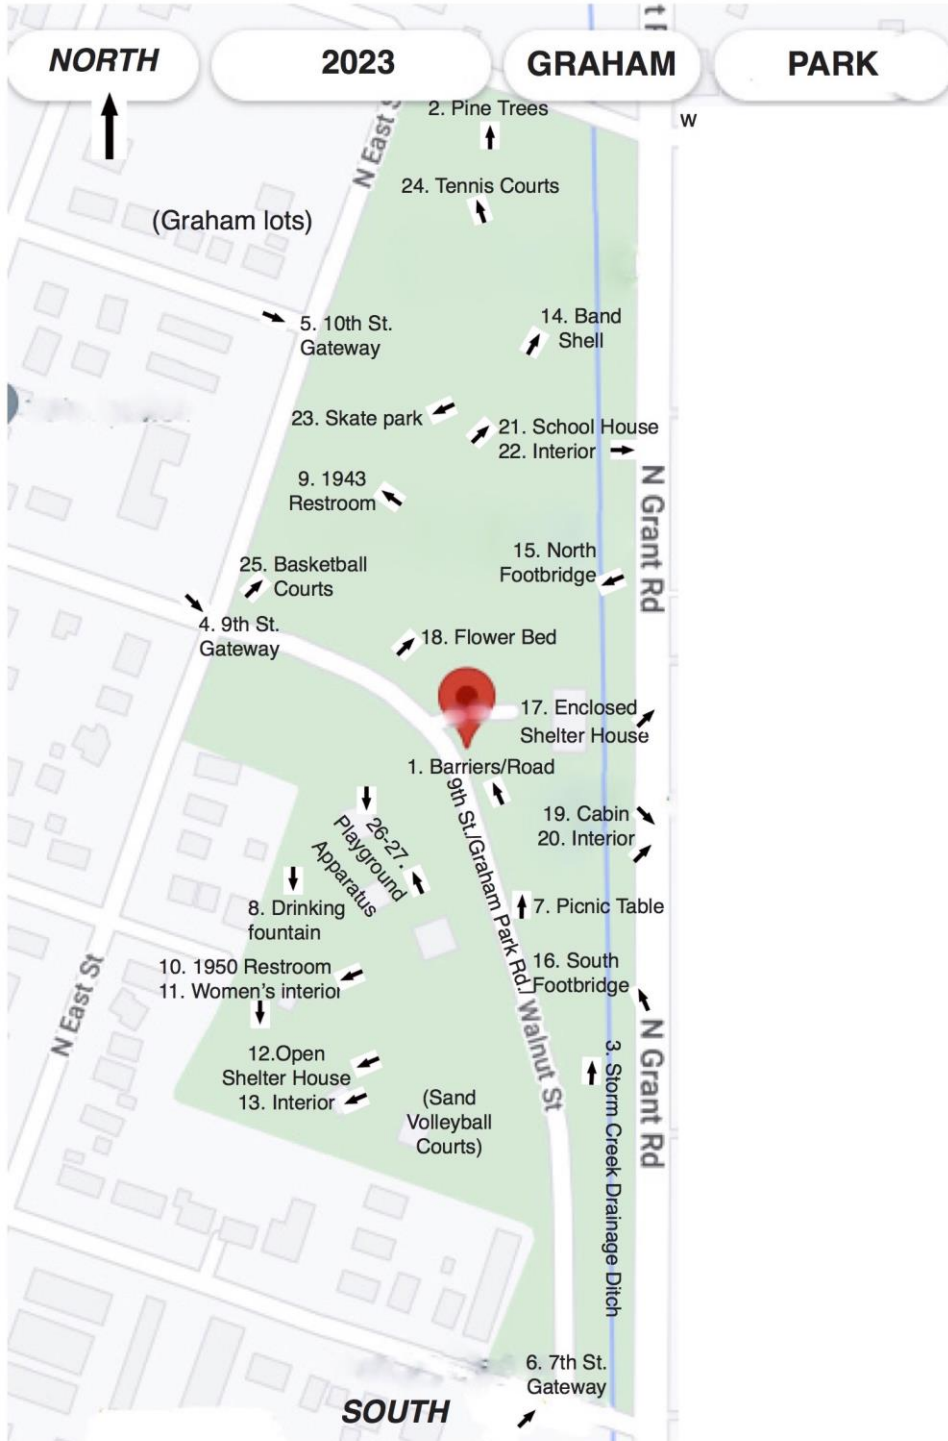 t R
NORTH
2023
GRAHAM
PARK
2. Pine Trees
W
N East S
24. Tennis Courts
(Graham lots)
5. 10th St.
Gateway
14. Band
Shell
23. Skate park
21. School House
22. Interior
9. 1943
Restroom
N Grant Rd
15. North
Footbridge
25. Basketball
Courts
4. 9th St.
Gateway
18. Flower Bed
17. Enclosed
Shelter House
1. Barriers/Road
9th St./Graham Park Rd./
Walnut St
19. Cabin
20. Interior
26-27.
Playground
Apparatus
8. Drinking
fountain
7. Picnic Table
10. 1950 Restroom
11. Women's interior
16. South
Footbridge
N East St
N Grant Rd
12.Open
Shelter House
13. Interior
(Sand
Volleyball
Courts)
3. Storm Creek Drainage Ditch
6. 7th St.
Gateway
SOUTH